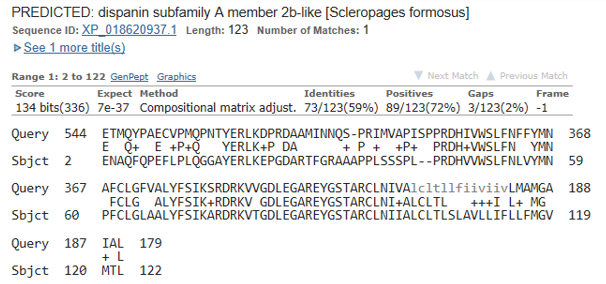 PREDICTED: dispanin subfamily A member 2b-like [Scleropages formosus]
Sequence ID: XP_018620937.1 Length: 123 Number of Matches: 1
See 1 more title(s)
Range 1: 2 to 122 GenPept Graphics Next Match Previous Match
Score Expect Method Identities Positives Gaps Frame
134 bits(336) 7e-37 Compositional matrix adjust. 73/123(59%) 89/123(72%) 3/123(2%) -1
Query 544 ETMQYPAECVPMQPNTYERLKDPRDAAMINNQS-PRIMVAPISPPRDHIVWSLFNFFYMN 368
E Q+ E +P+Q YERLK+P DA + P + +P+ PRDH+VWSLFN YMN
Sbjct 2 ENAQFQPEFLPLQGGAYERLKEPGDARTFGRAAAPPLSSSPL--PRDHVVWSLFNLVYMN 59
Query 367 AFCLGFVALYFSIKSRDRKVVGDLEGAREYGSTARCLNIVAlcltllfiiviivLMAMGA 188
FCLG ALYFSIK+RDRKV GDLEGAREYGSTARCLNI+ALCLTL +++I L+ MG
Sbjct 60 PFCLGLAALYFSIKARDRKVTGDLEGAREYGSTARCLNIIALCLTLSLAVLLIFLLFMGV 119
Query 187 IAL 179
+ L
Sbjct 120 MTL 122